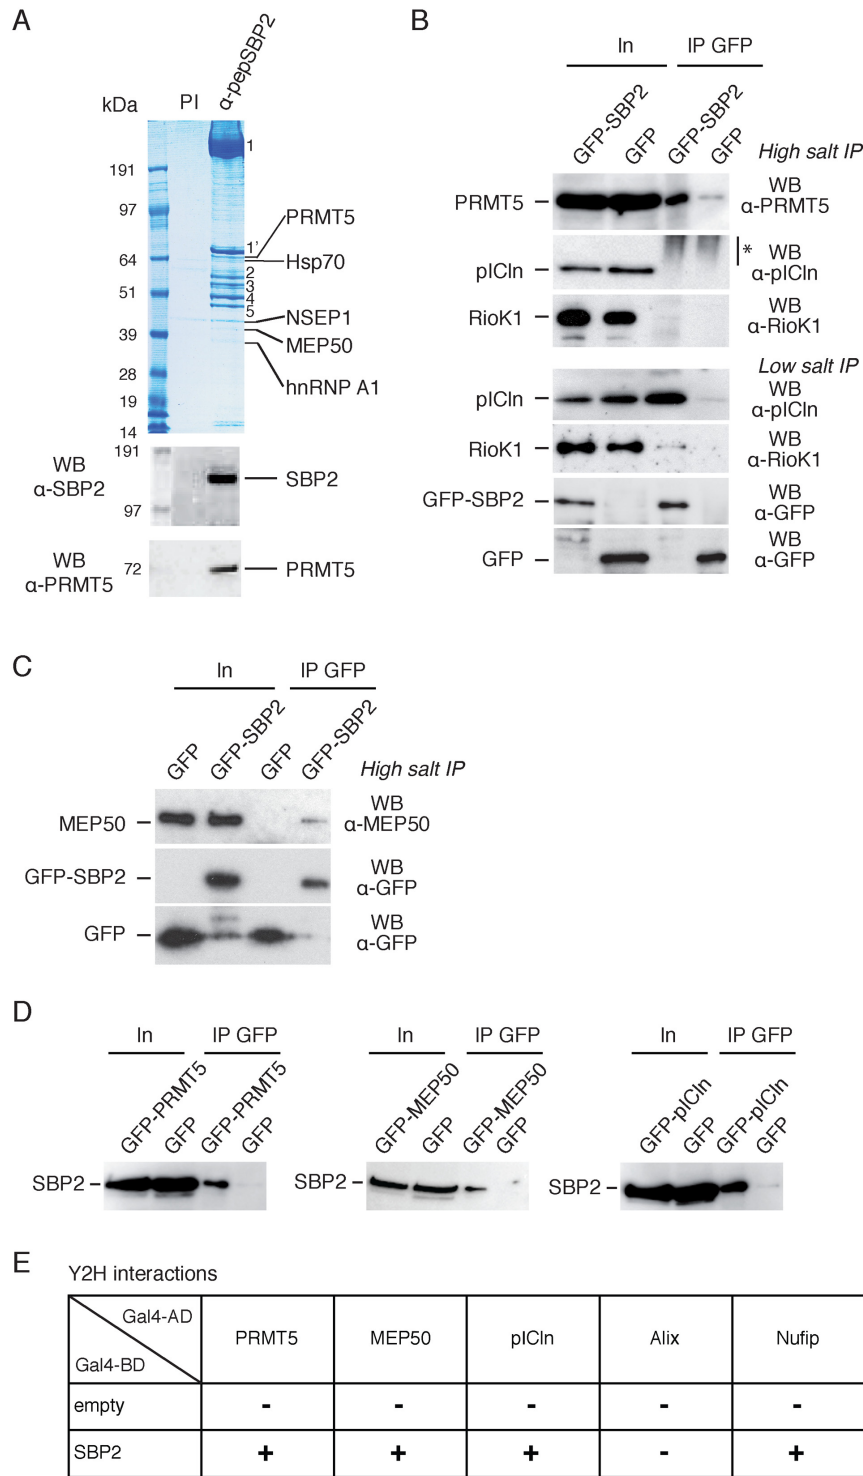 A
kDa
PI
α-pepSBP2
191
97
64
51
39
28
19
14
1
1'
2
3
4
5
PRMT5
Hsp70
NSEP1
MEP50
hnRNP A1
WB
α-SBP2
191
97
SBP2
WB
α-PRMT5
72
PRMT5
B
In
IP GFP
GFP-SBP2
GFP
GFP-SBP2
GFP
High salt IP
PRMT5
WB
α-PRMT5
pICln
*
WB
α-pICln
RioK1
WB
α-RioK1
Low salt IP
pICln
WB
α-pICln
RioK1
WB
α-RioK1
GFP-SBP2
WB
α-GFP
GFP
WB
α-GFP
C
In
IP GFP
GFP
GFP-SBP2
GFP
GFP-SBP2
High salt IP
MEP50
WB
α-MEP50
GFP-SBP2
WB
α-GFP
GFP
WB
α-GFP
D
In
IP GFP
GFP-PRMT5
GFP
GFP-PRMT5
GFP
SBP2
In
IP GFP
GFP-MEP50
GFP
GFP-MEP50
GFP
SBP2
In
IP GFP
GFP-pICln
GFP
GFP-pICln
GFP
SBP2
E
Y2H interactions
Gal4-AD
Gal4-BD
PRMT5 MEP50 pICln Alix Nufip
empty - - - - -
SBP2 + + + - +